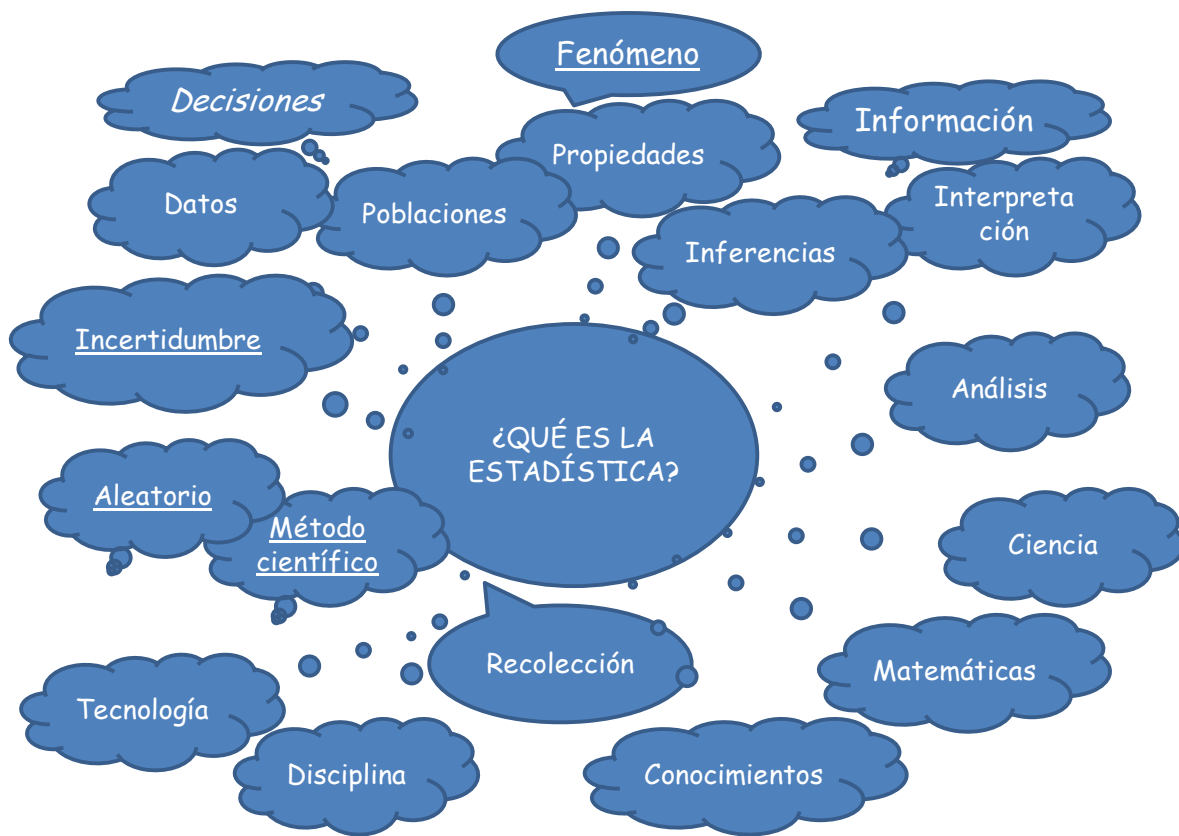 Fenómeno
Decisiones
Información
Propiedades
Datos
Poblaciones
Interpreta
ción
Inferencias
Incertidumbre
Análisis
¿QUÉ ES LA
ESTADÍSTICA?
Aleatorio
Método
científico
Ciencia
Recolección
Matemáticas
Tecnología
Disciplina
Conocimientos